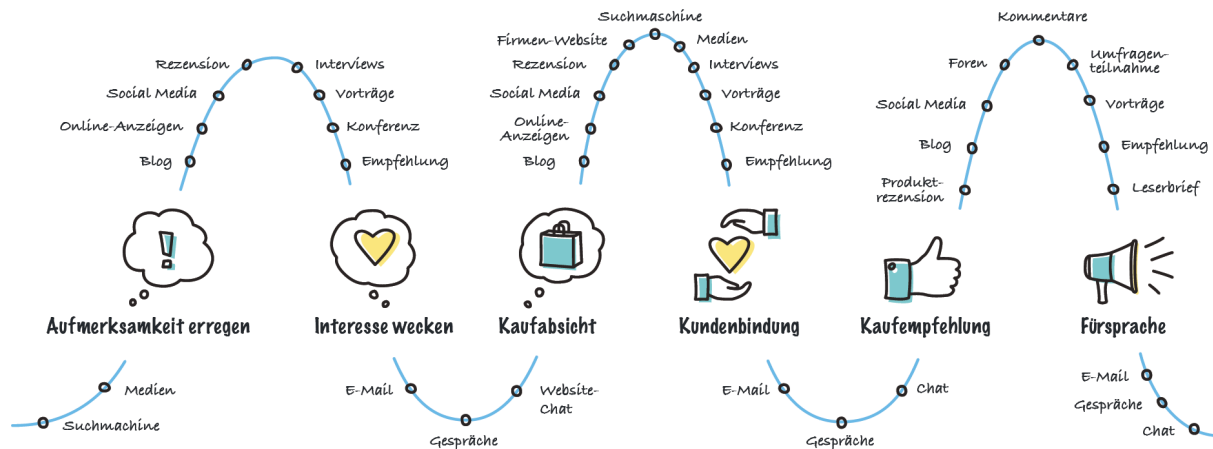 Rezension
Interviews
Social Media
Vorträge
Online-Anzeigen
Konferenz
Blog
Empfehlung
Suchmaschine
Firmen-Website
Medien
Rezension
Interviews
Social Media
Vorträge
Online-
Anzeigen
Konferenz
Blog
Empfehlung
Kommentare
Foren
Umfragen-
teilnahme
Social Media
Vorträge
Blog
Empfehlung
Produkt-
rezension
Leserbrief
!
Aufmerksamkeit erregen
Interesse wecken
Kaufabsicht
Kundenbindung
Kaufempfehlung
Fürsprache
Medien
Suchmachine
E-Mail
Website-
Chat
Gespräche
E-Mail
Chat
Gespräche
E-Mail
Gespräche
Chat